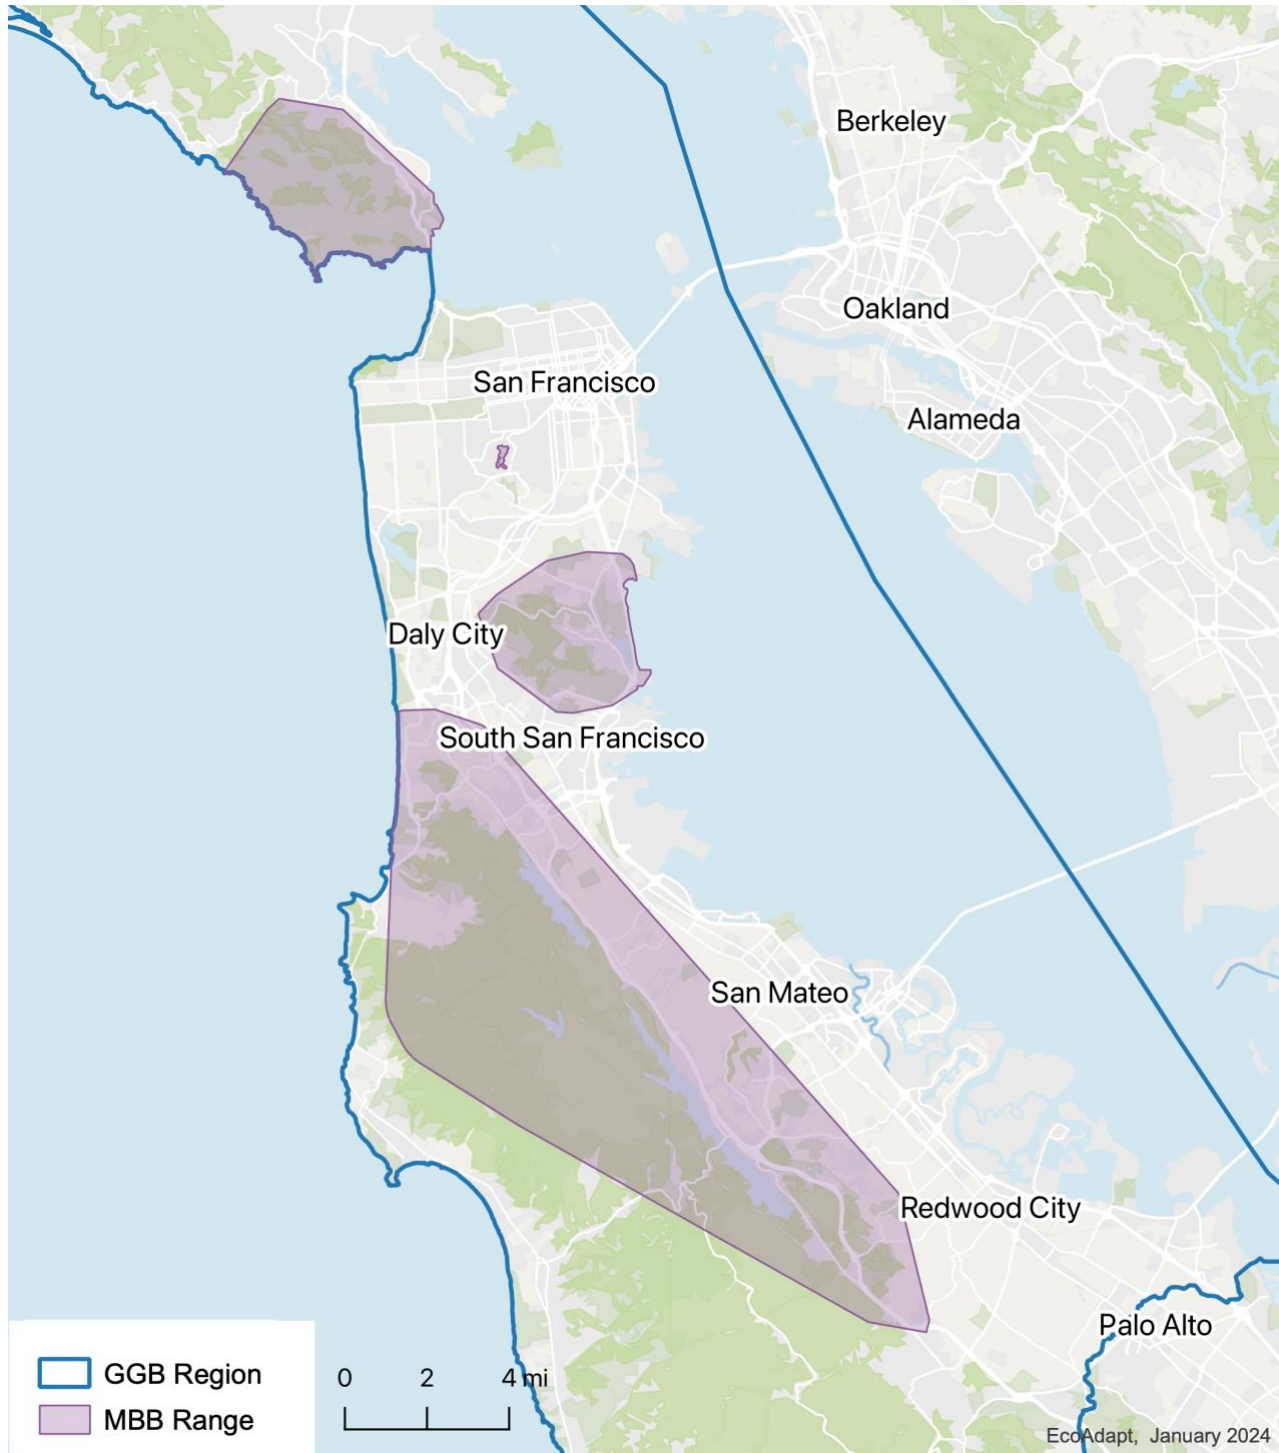 Berkeley
Oakland
San Francisco
Alameda
Daly City
South San Francisco
San Mateo
Redwood City
Palo Alto
GGB Region
MBB Range
0 2 4 mi
EcoAdapt, January 2024